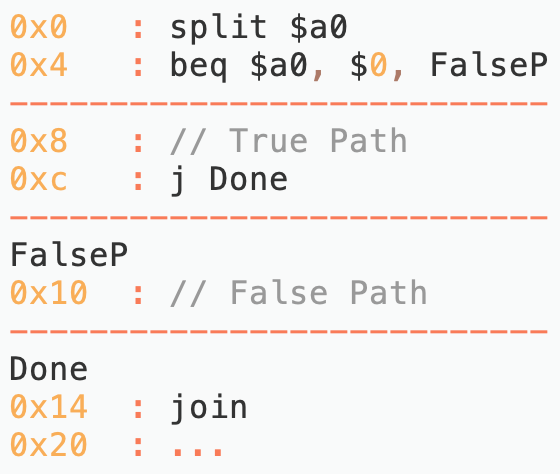 0x0 : split $a0
0x4 : beq $a0, $0, FalseP
---------------------------
0x8 : // True Path
0xc : j Done
---------------------------
FalseP
0x10 : // False Path
---------------------------
Done
0x14 : join
0x20 : ...